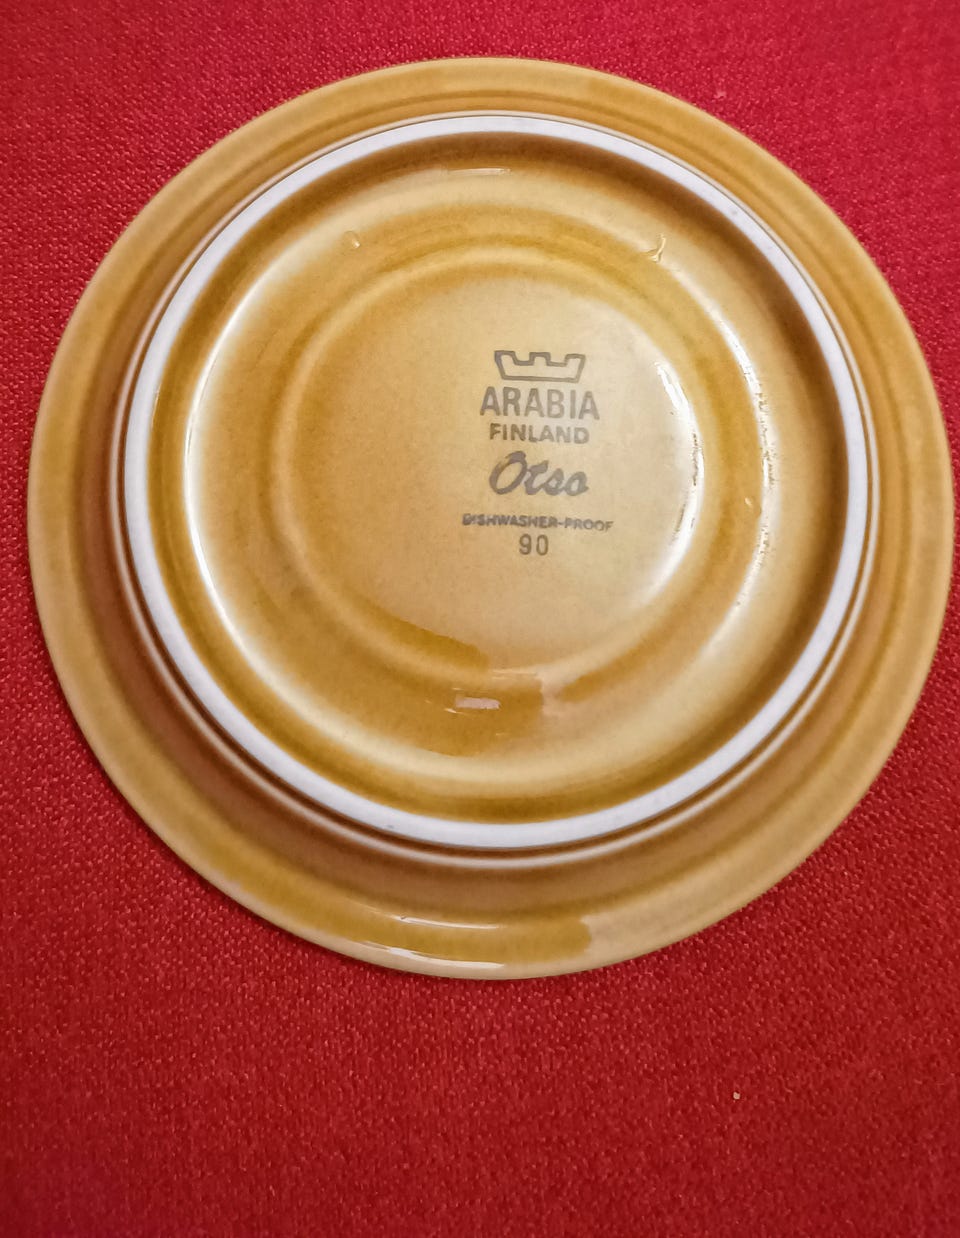 ARABIA
FINLAND
Otso
DISHWASHER-PROOF
90